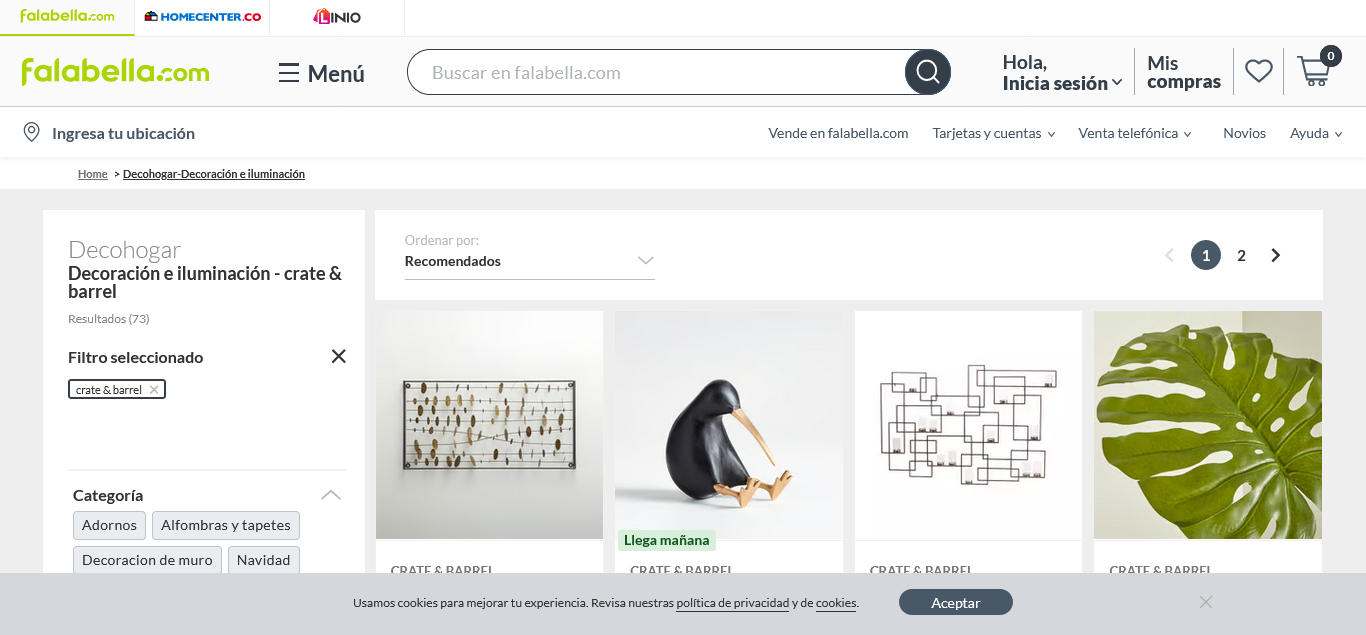 falabella.com
HOMECENTER.CO
LINIO
falabella.com
Menú
Buscar en falabella.com
Hola,
Inicia sesión
Mis
compras
0
Ingresa tu ubicación
Vende en falabella.com
Tarjetas y cuentas
Venta telefónica
Novios
Ayuda
Home > Decohogar-Decoración e iluminación
Decohogar
Decoración e iluminación - crate &
barrel
Resultados (73)
Filtro seleccionado
crate & barrel
Categoría
Adornos
Alfombras y tapetes
Decoracion de muro
Navidad
Ordenar por:
Recomendados
1
2
Llega mañana
CRATE & BARREL
CRATE & BARREL
CRATE & BARREL
CRATE & BARREL
Usamos cookies para mejorar tu experiencia. Revisa nuestras política de privacidad y de cookies.
Aceptar